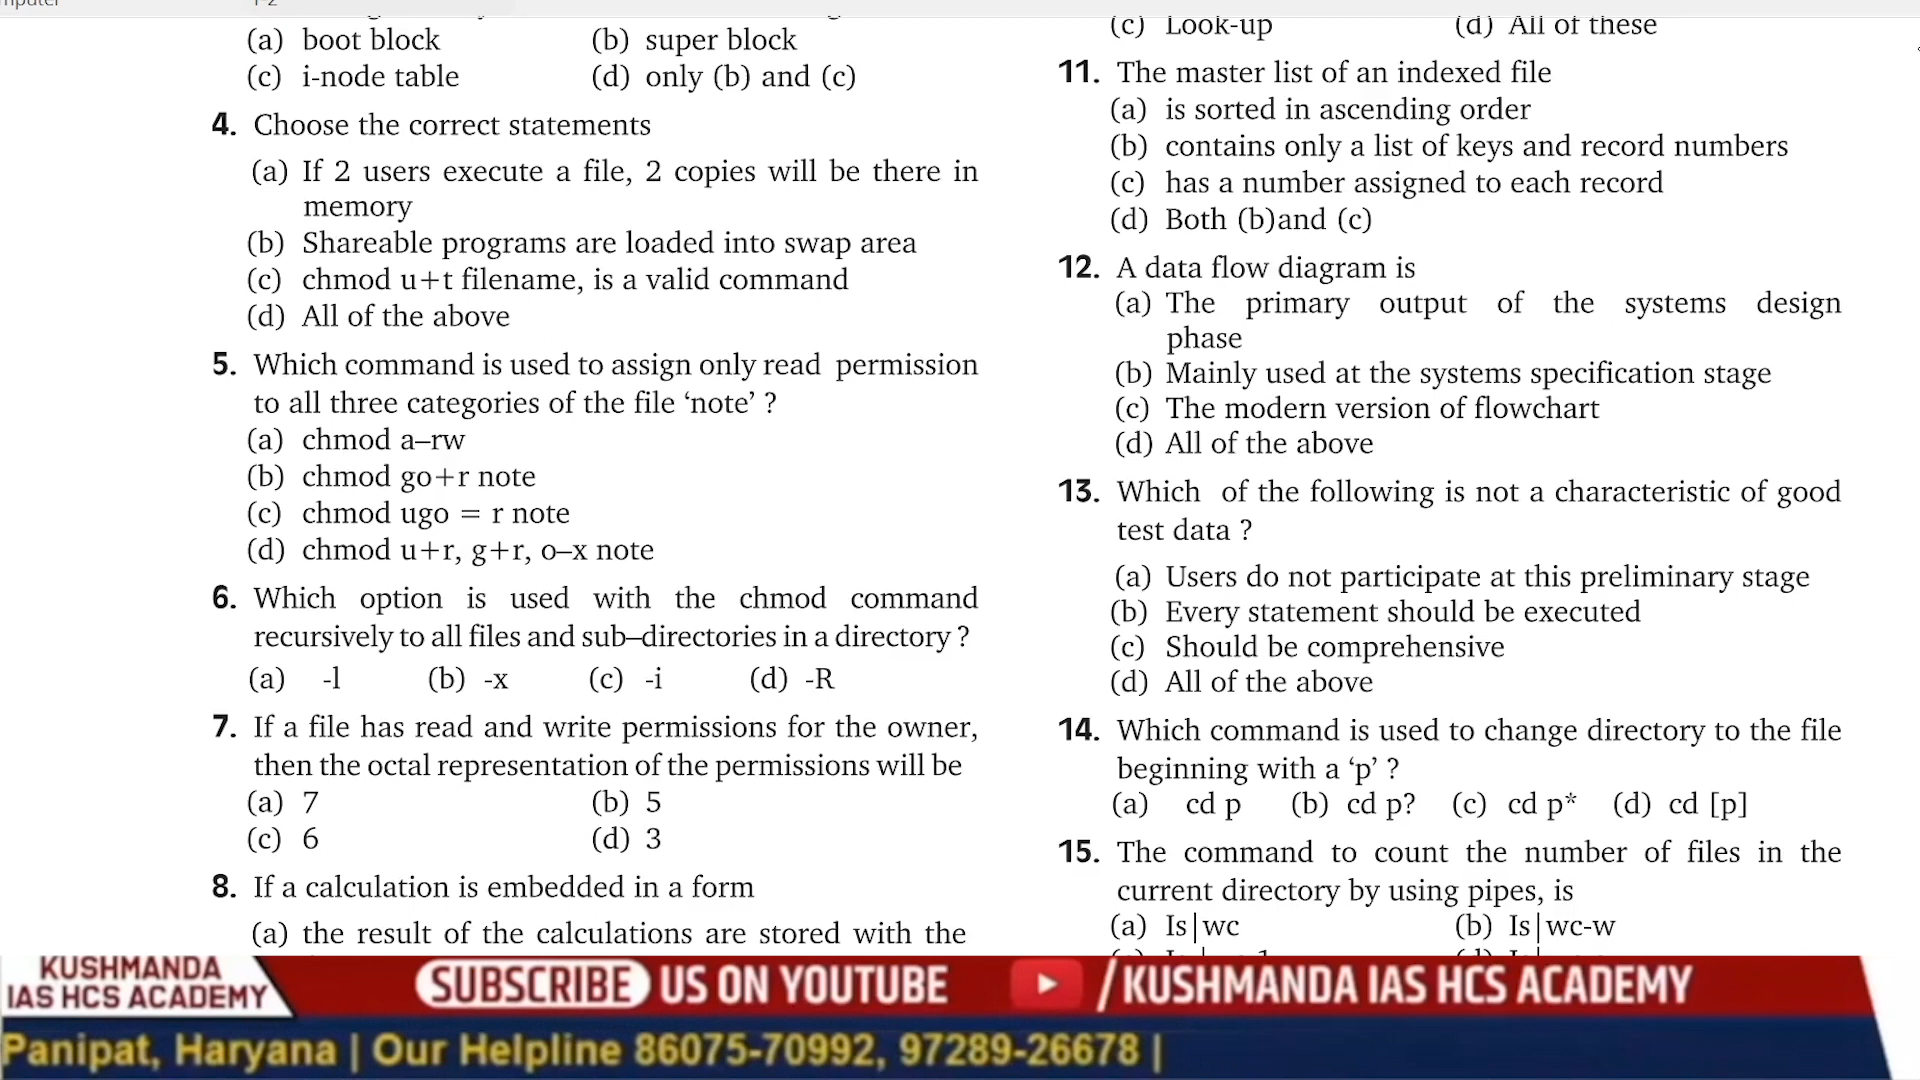 (a) boot block (b) super block
(c) i-node table (d) only (b) and (c)
4. Choose the correct statements
(a) If 2 users execute a file, 2 copies will be there in
memory
(b) Shareable programs are loaded into swap area
(c) chmod u+t filename, is a valid command
(d) All of the above
5. Which command is used to assign only read permission
to all three categories of the file ‘note’ ?
(a) chmod a–rw
(b) chmod go+r note
(c) chmod ugo = r note
(d) chmod u+r, g+r, o–x note
6. Which option is used with the chmod command
recursively to all files and sub–directories in a directory ?
(a) -l (b) -x (c) -i (d) -R
7. If a file has read and write permissions for the owner,
then the octal representation of the permissions will be
(a) 7 (b) 5
(c) 6 (d) 3
8. If a calculation is embedded in a form
(a) the result of the calculations are stored with the
(c) Look-up (d) All of these
11. The master list of an indexed file
(a) is sorted in ascending order
(b) contains only a list of keys and record numbers
(c) has a number assigned to each record
(d) Both (b)and (c)
12. A data flow diagram is
(a) The primary output of the systems design
phase
(b) Mainly used at the systems specification stage
(c) The modern version of flowchart
(d) All of the above
13. Which of the following is not a characteristic of good
test data ?
(a) Users do not participate at this preliminary stage
(b) Every statement should be executed
(c) Should be comprehensive
(d) All of the above
14. Which command is used to change directory to the file
beginning with a ‘p’ ?
(a) cd p (b) cd p? (c) cd p* (d) cd [p]
15. The command to count the number of files in the
current directory by using pipes, is
(a) Is|wc (b) Is|wc-w
KUSHMANDA
IAS HCS ACADEMY
SUBSCRIBE US ON YOUTUBE /KUSHMANDA IAS HCS ACADEMY
Panipat, Haryana | Our Helpline 86075-70992, 97289-26678 |